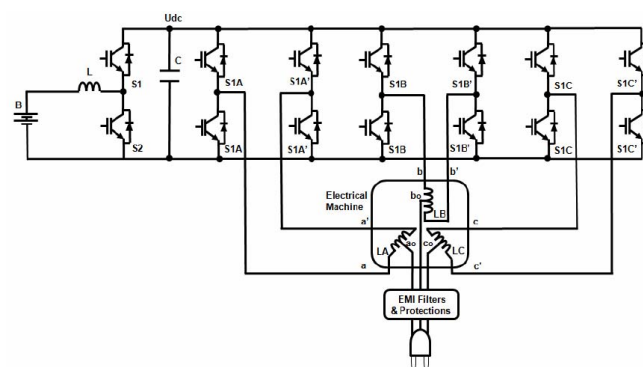 Udc
L
S1
C
S1A
S1A'
S1B
S1B'
S1C
S1C'
B
S2
S1A
S1A'
S1B
S1B'
S1C
S1C'
b
b'
Electrical
Machine
bo
LB
a'
c
LA
ao
co
LC
a
c'
EMI Filters
& Protections